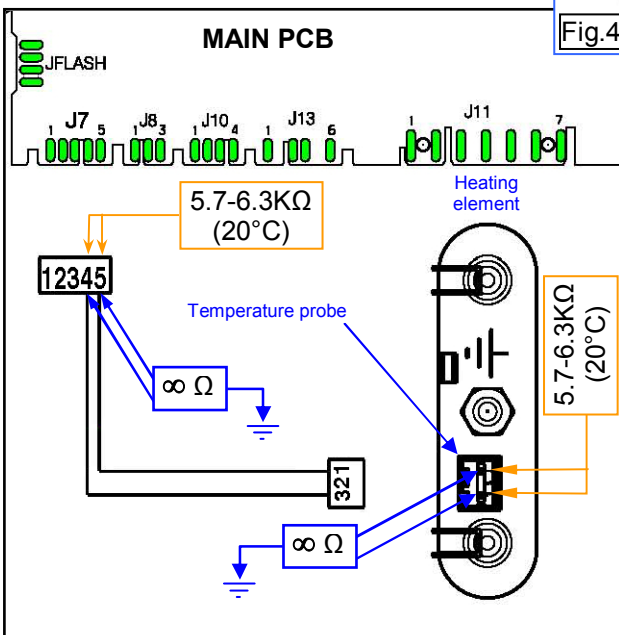 MAIN PCB
Fig.4
JFLASH
J7
J8
J10
J13
J11
1 5 1 3 1 4 1 6 1 7
Heating
element
5.7-6.3KΩ
(20°C)
12345
Temperature probe
5.7-6.3KΩ
(20°C)
∞ Ω
321
∞ Ω